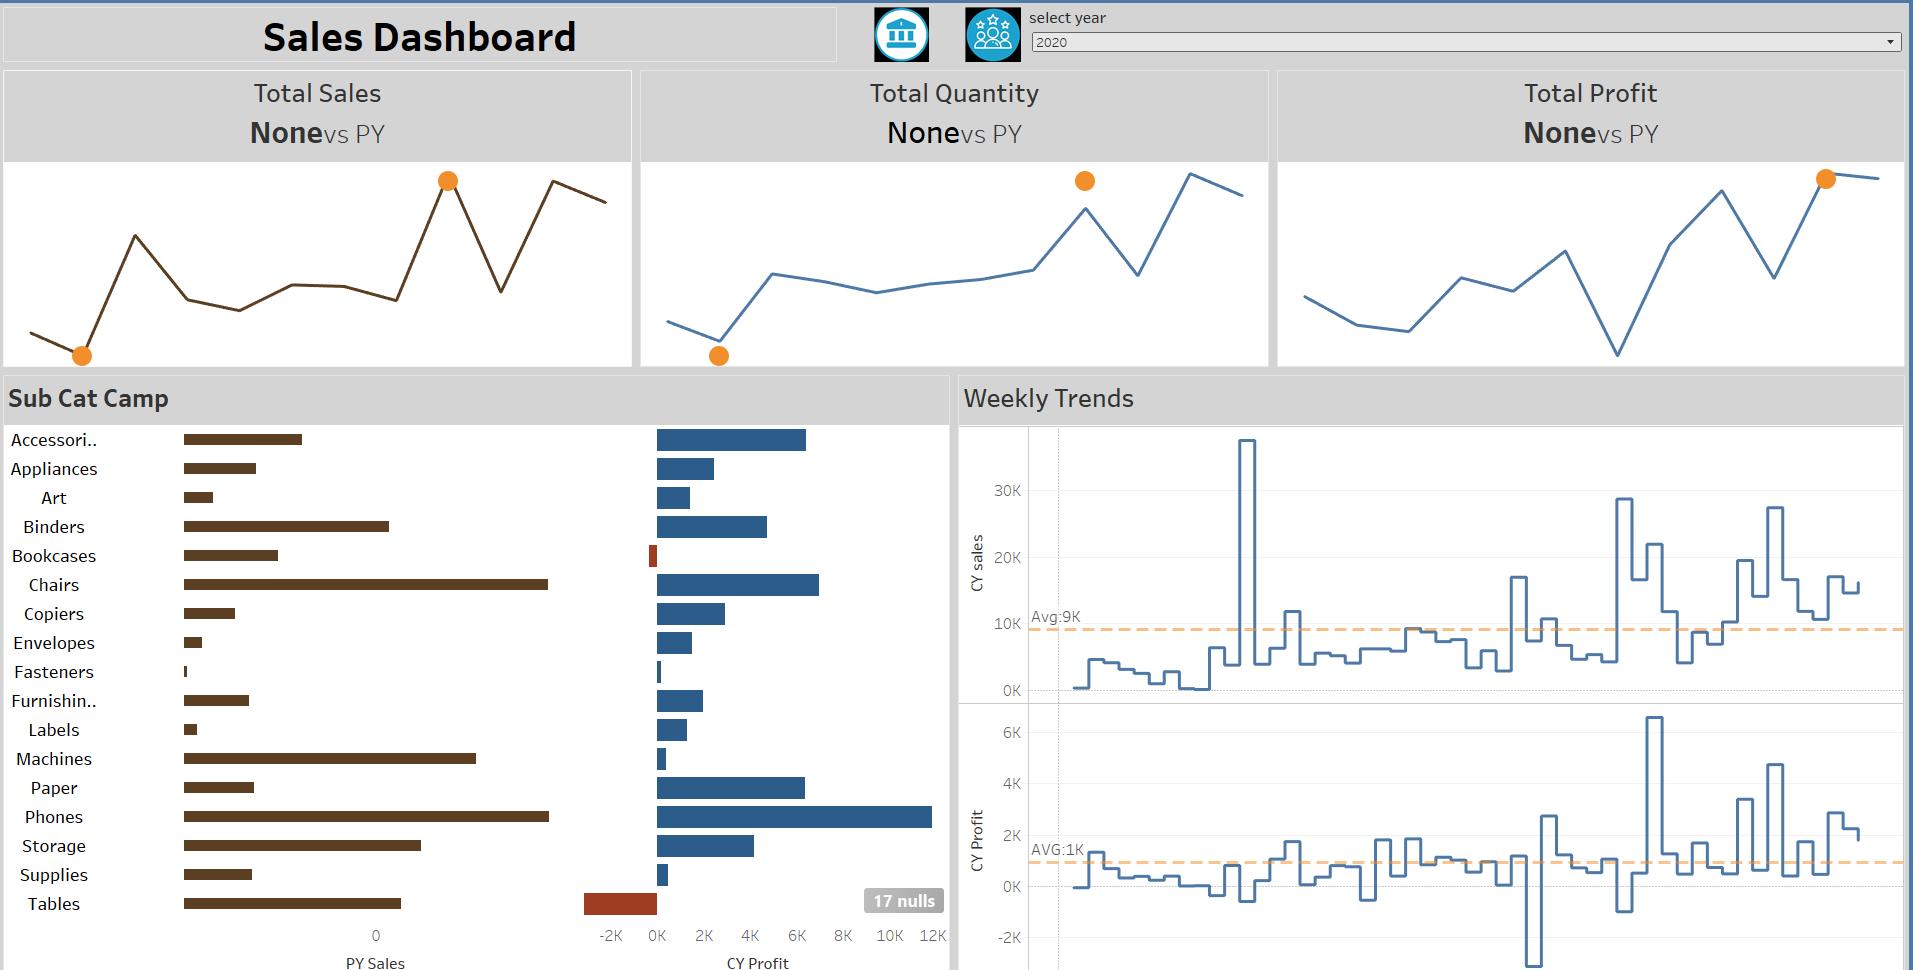 Sales Dashboard
select year
2020
Total Sales
Nonevs PY
Total Quantity
Nonevs PY
Total Profit
Nonevs PY
Sub Cat Camp
Accessori..
Appliances
Art
Binders
Bookcases
Chairs
Copiers
Envelopes
Fasteners
Furnishin..
Labels
Machines
Paper
Phones
Storage
Supplies
Tables
17 nulls
0
-2K 0K 2K 4K 6K 8K 10K 12K
PY Sales
CY Profit
Weekly Trends
CY sales
30K
20K
Avg:9K
10K
0K
CY Profit
6K
4K
2K
AVG:1K
0K
-2K